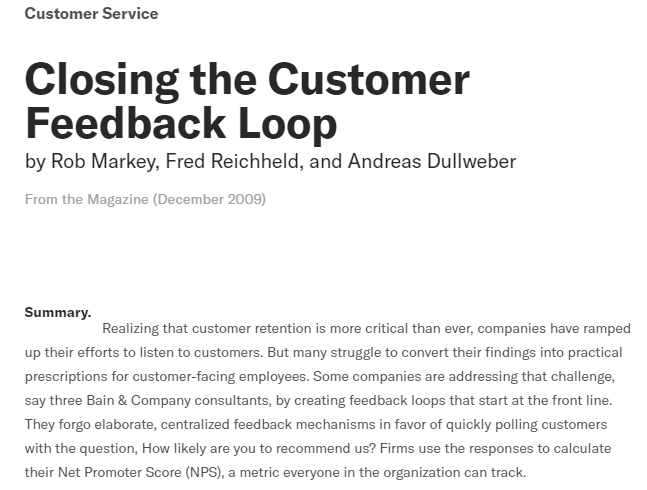 Customer Service
Closing the Customer
Feedback Loop
by Rob Markey, Fred Reichheld, and Andreas Dullweber
From the Magazine (December 2009)
Summary.
Realizing that customer retention is more critical than ever, companies have ramped
up their efforts to listen to customers. But many struggle to convert their findings into practical
prescriptions for customer-facing employees. Some companies are addressing that challenge,
say three Bain & Company consultants, by creating feedback loops that start at the front line.
They forgo elaborate, centralized feedback mechanisms in favor of quickly polling customers
with the question, How likely are you to recommend us? Firms use the responses to calculate
their Net Promoter Score (NPS), a metric everyone in the organization can track.